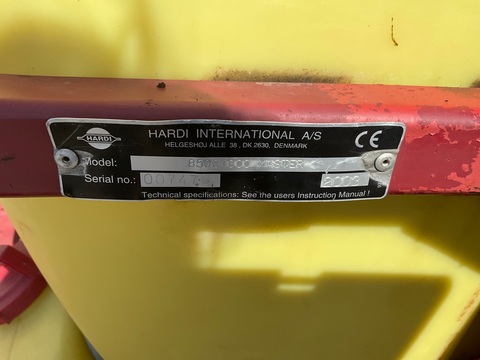 HARDI
HARDI INTERNATIONAL A/S
HELGESHØJ ALLE 38, DK 2630, DENMARK
CE
Model:
Serial no.:
Technical specifications: See the users Instruction Manual !